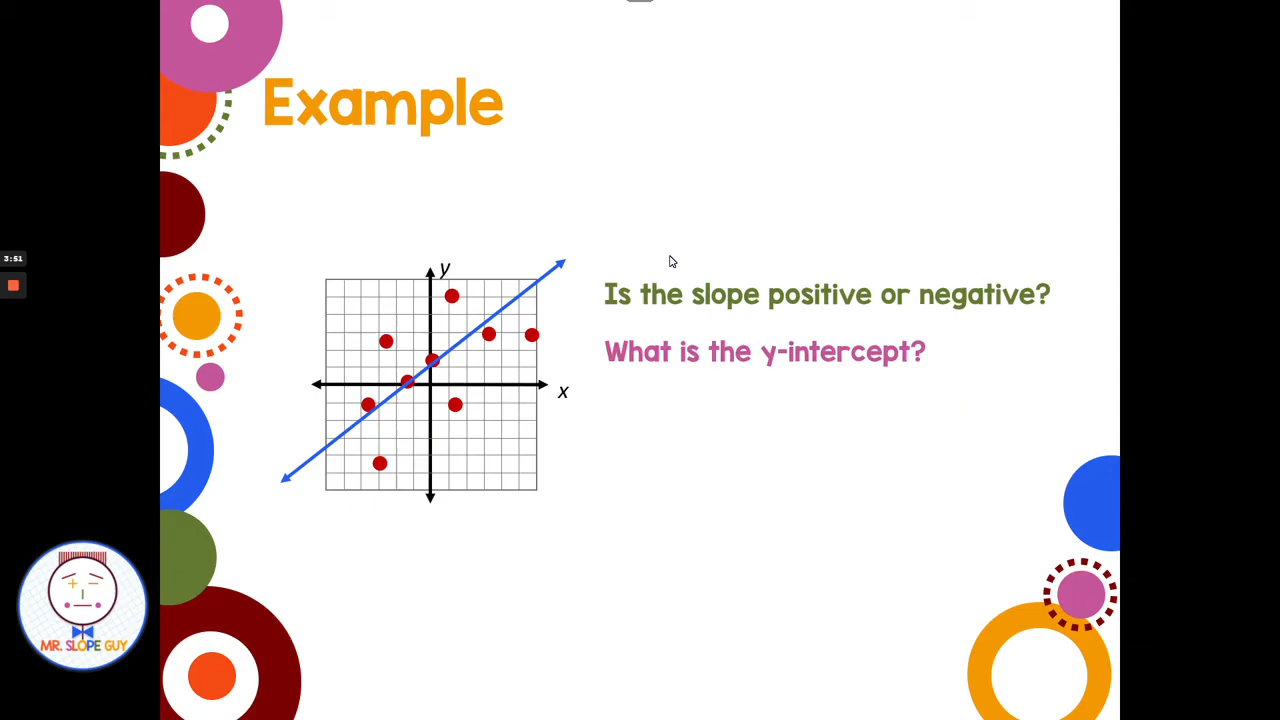 Example
3:51
y
Is the slope positive or negative?
What is the y-intercept?
x
MR. SLOPE GUY